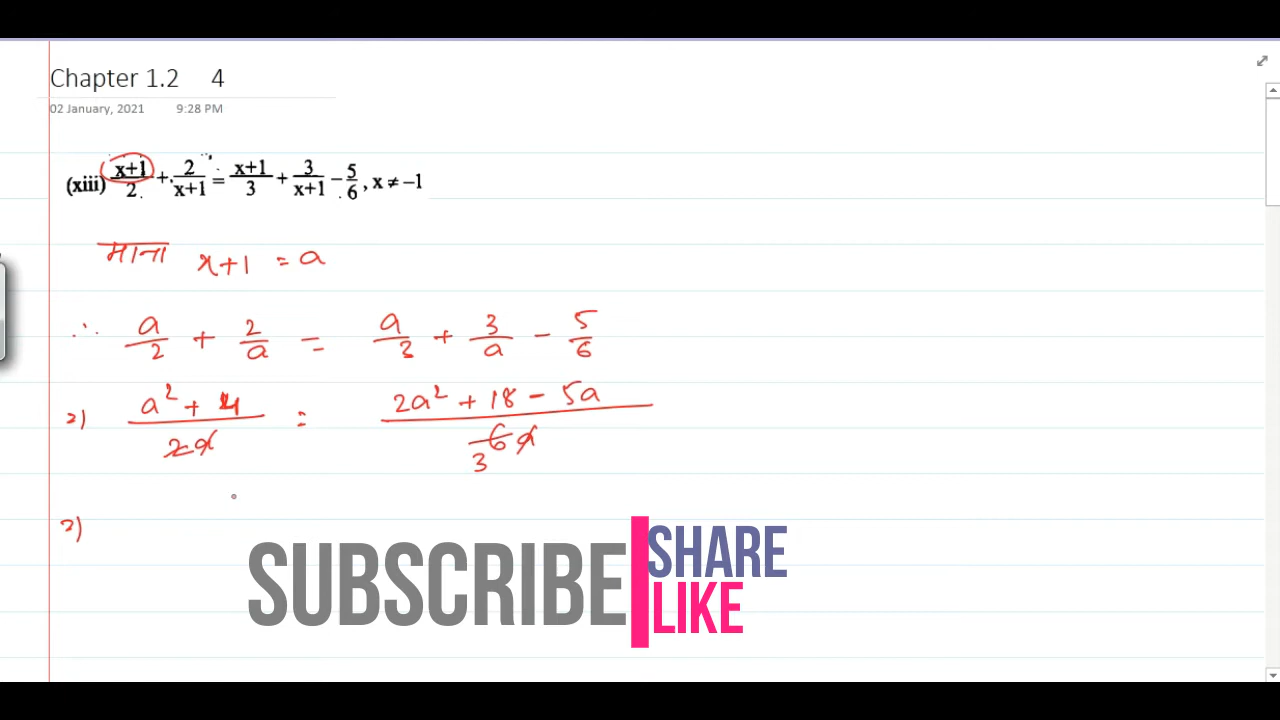 Chapter 1.2 4
02 January, 2021 9:28 PM
(xiii) (x+1)/2 + 2/(x+1) = (x+1)/3 + 3/(x+1) − 5/6, x ≠ −1
माना x+1 = a
∴ a/2 + 2/a = a/3 + 3/a − 5/6
⇒ (a² + 4)/(2a) = (2a² + 18 − 5a)/(6a) 3
⇒
SUBSCRIBE
SHARE
LIKE